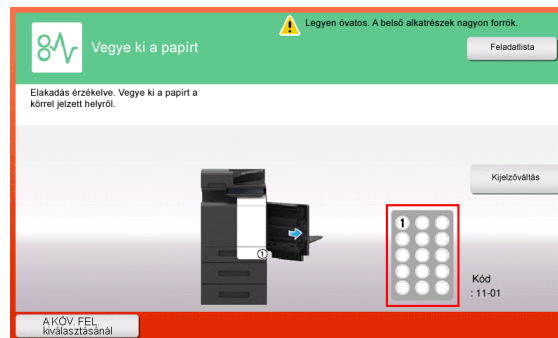 Legyen óvatos. A belső alkatrészek nagyon forrók.
Vegye ki a papírt
Feladatlista
Elakadás érzékelve. Vegye ki a papírt a
körrel jelzett helyről.
Kijelzőváltás
1
1
Kód
: 11-01
A KÖV. FEL.
kiválasztásánál